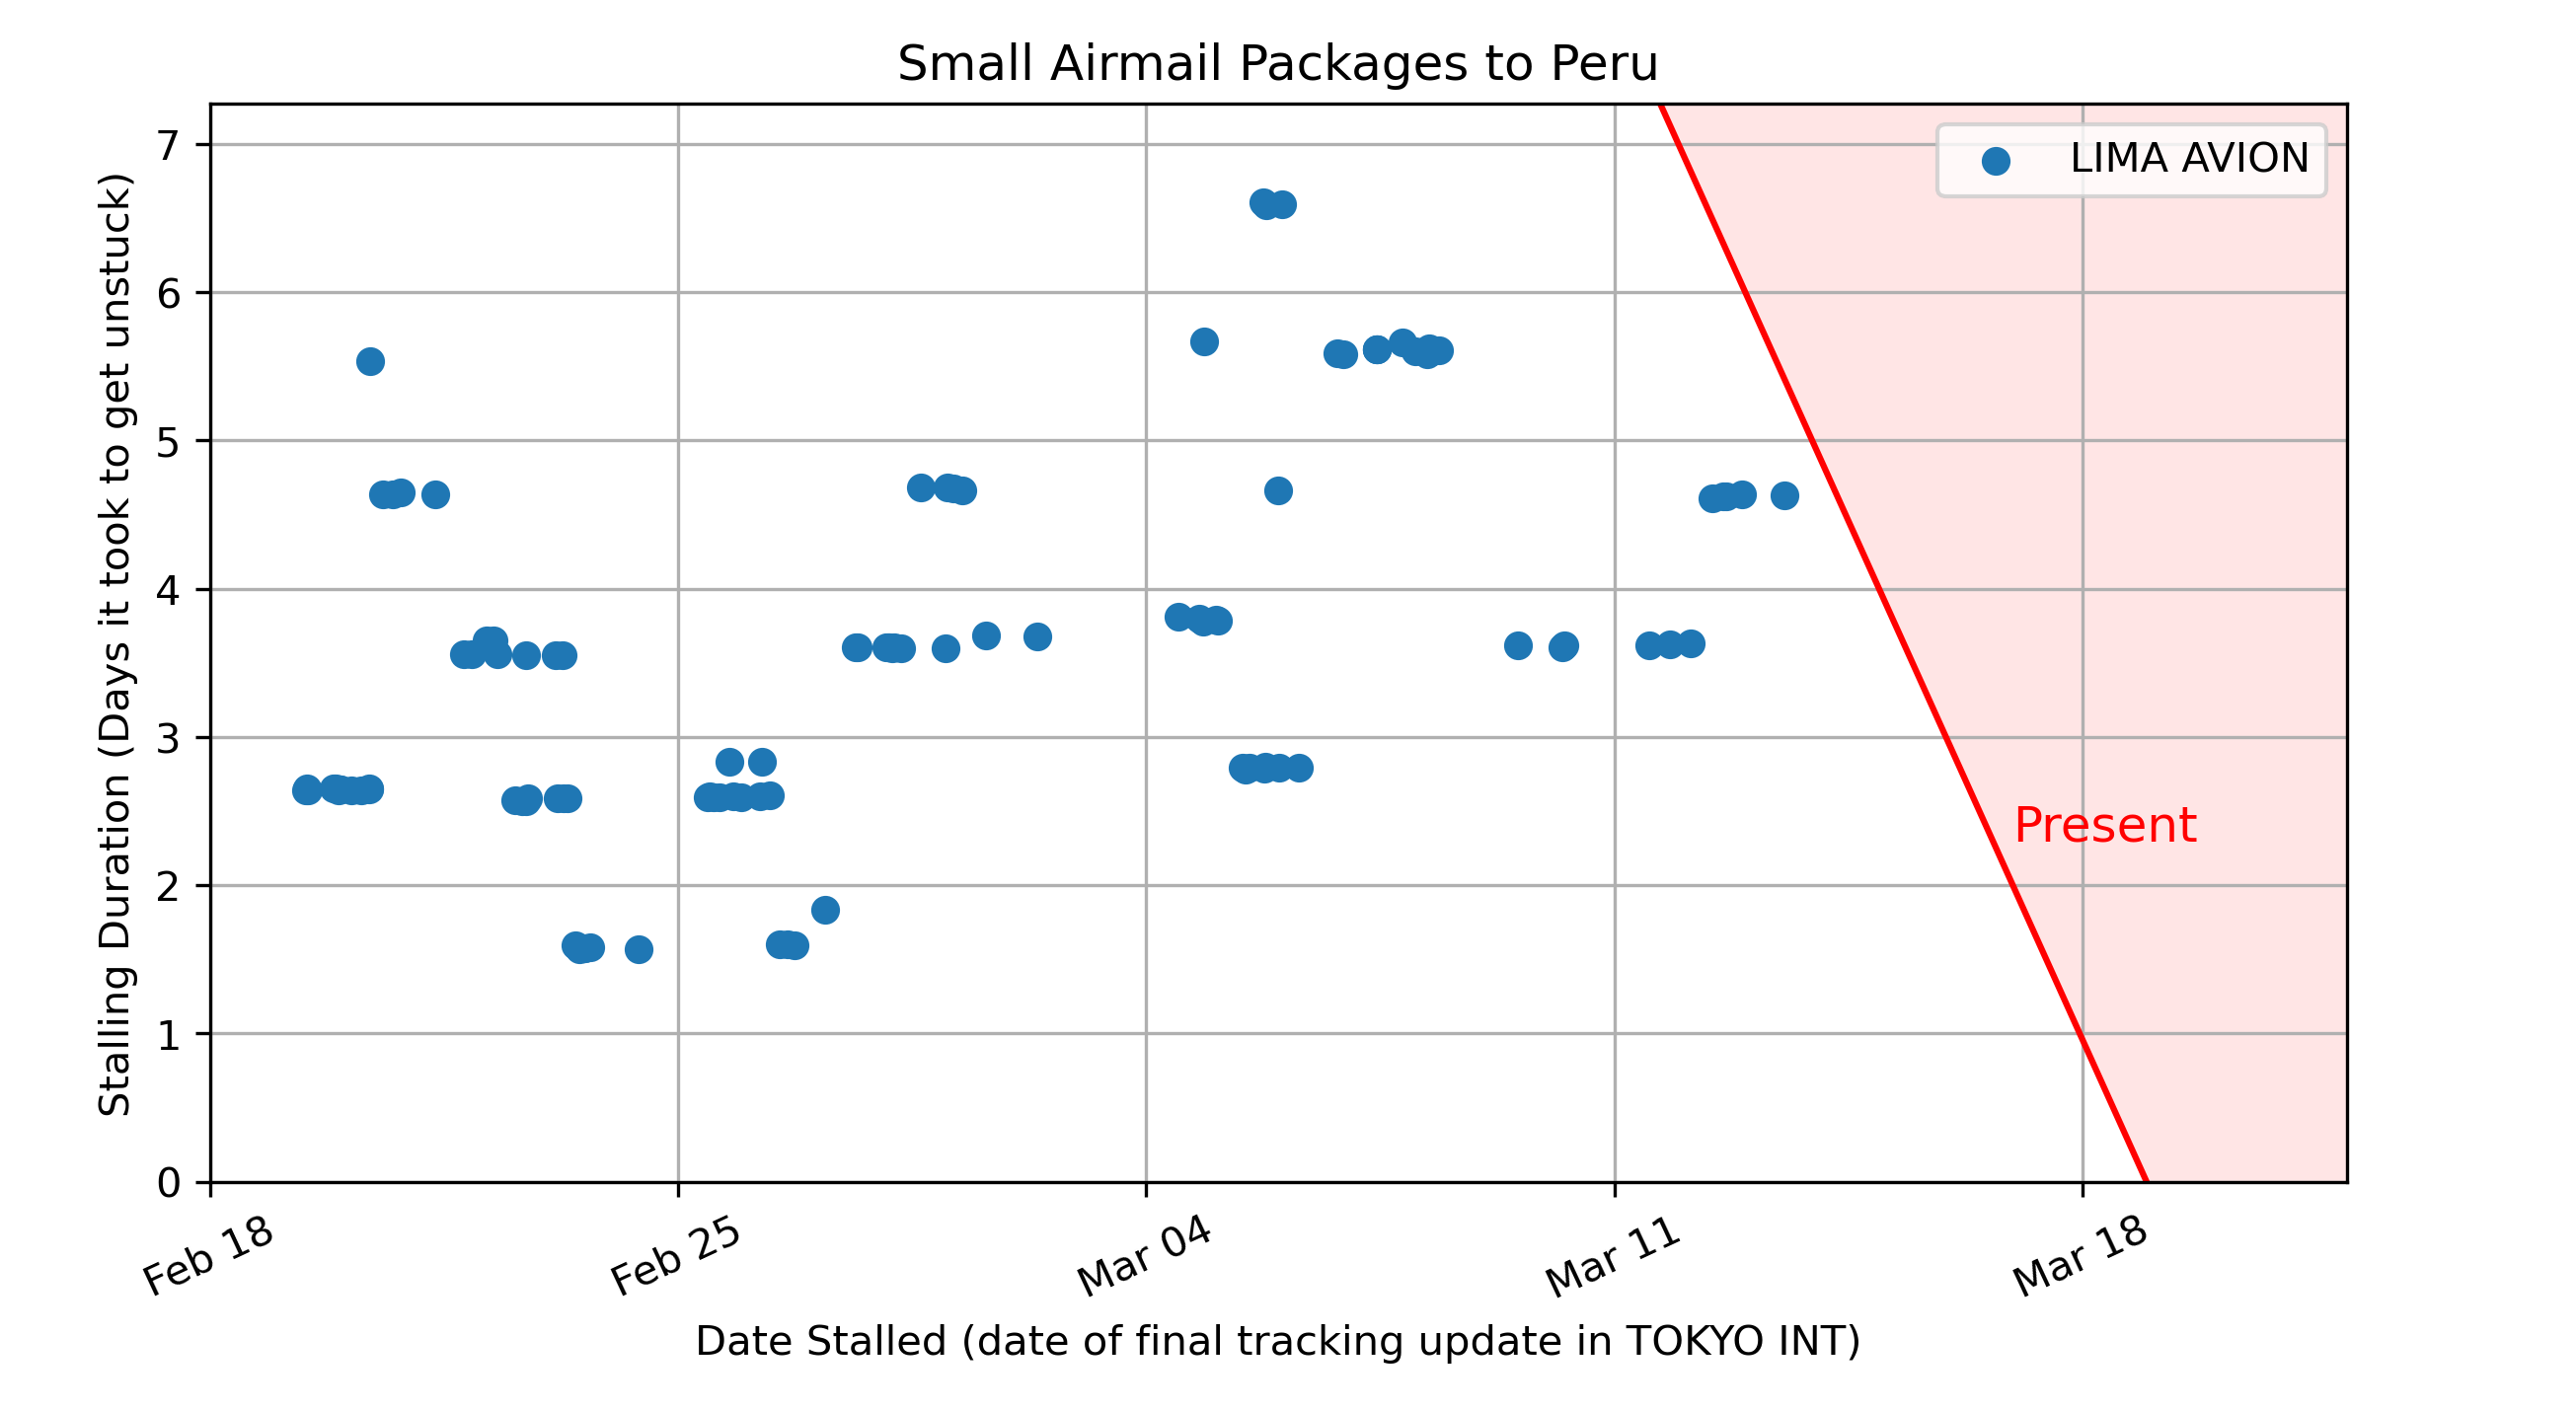 Small Airmail Packages to Peru
Stalling Duration (Days it took to get unstuck)
7
6
5
4
3
2
1
0
LIMA AVION
Present
Feb 18
Feb 25
Mar 04
Mar 11
Mar 18
Date Stalled (date of final tracking update in TOKYO INT)